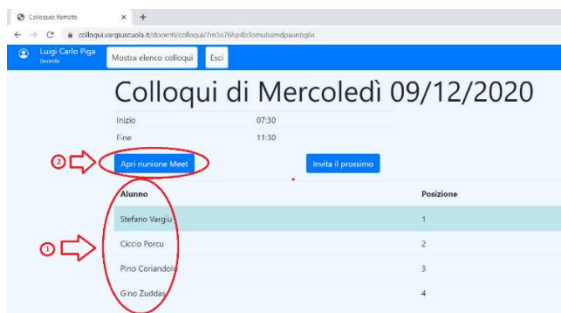 Colloquio Remoto
colloqui.vargiuscuola.it/docenti/colloqui/7m5o76hp4b3omubamdpaunbg6s
Luigi Carlo Piga
Docente
Mostra elenco colloqui
Esci
Colloqui di Mercoledì 09/12/2020
Inizio 07:30
Fine 11:30
2
Apri riunione Meet
Invita il prossimo
Alunno Posizione
Stefano Vargiu 1
1
Ciccio Porcu 2
Pino Coriandolo 3
Gino Zuddas 4